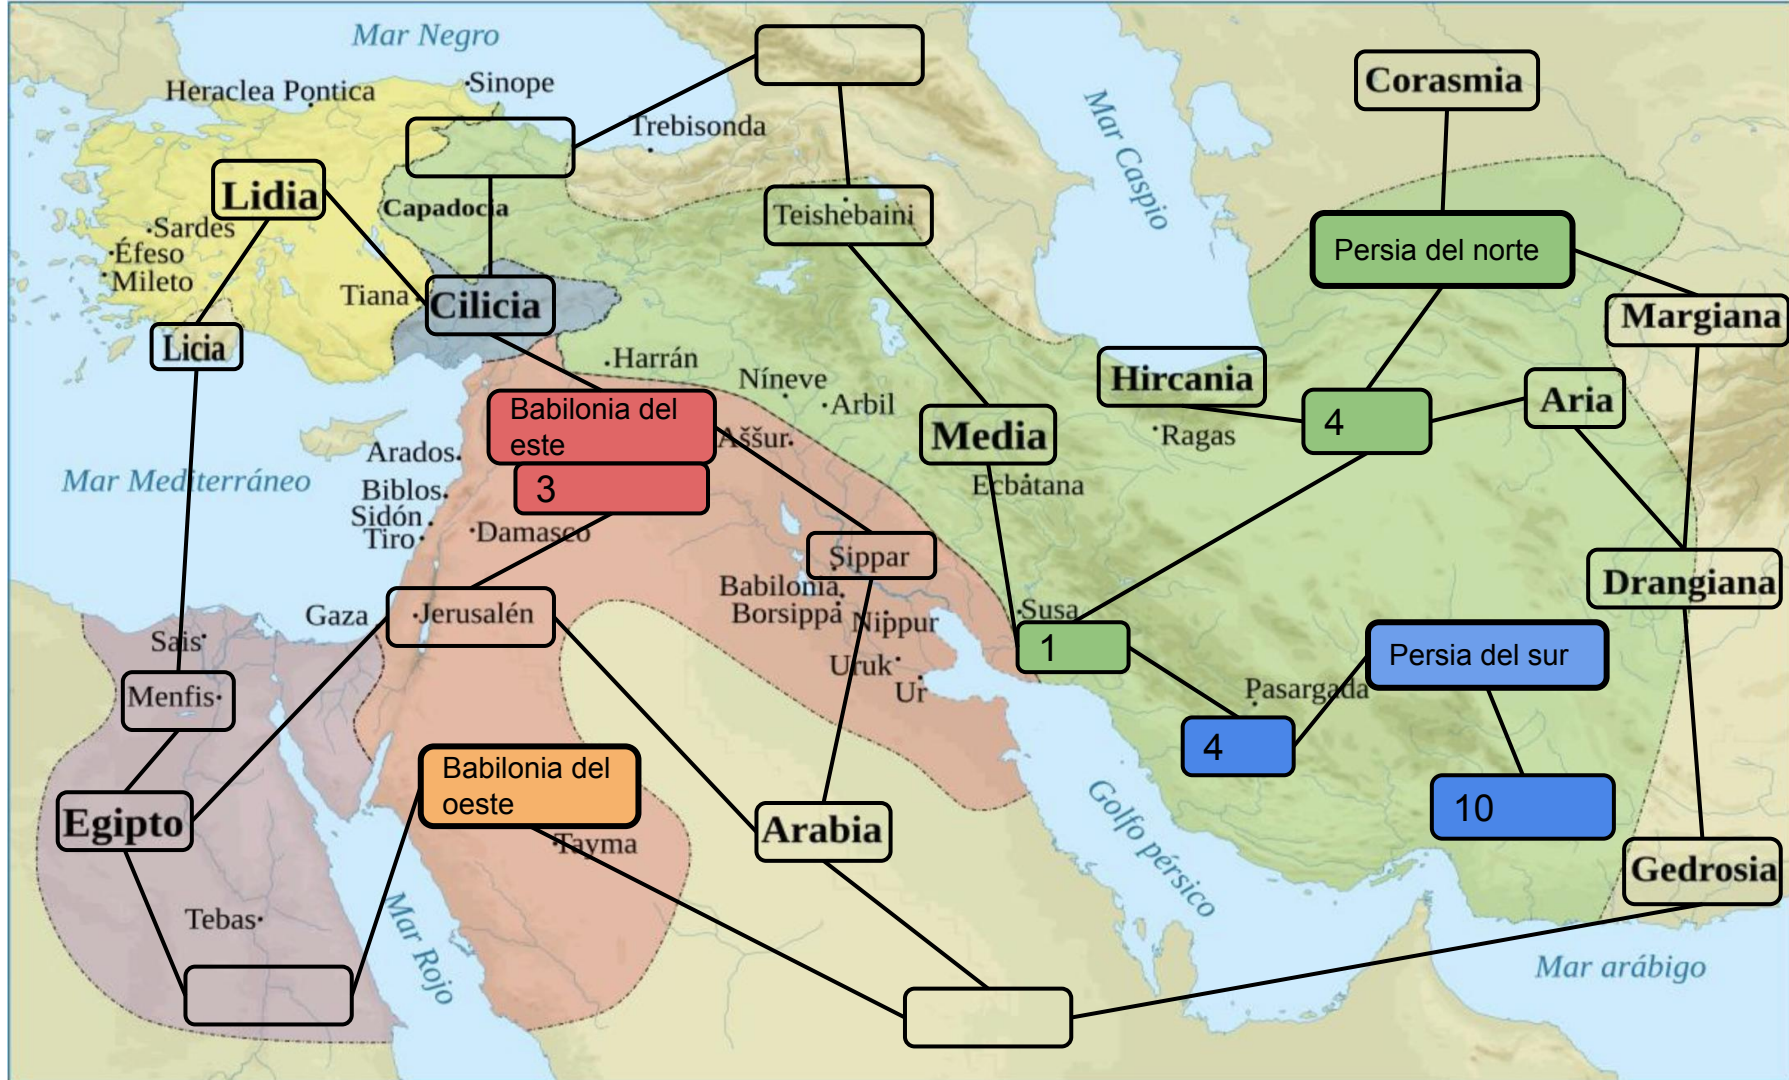 Mar Negro
Sinope
Heraclea Pontica
Corasmia
Mar Caspio
Trebisonda
Lidia
Capadocia
Teishebaini
Sardes
Éfeso
Mileto
Persia del norte
Tiana
Cilicia
Margiana
Licia
Harrán
Níneve
Arbil
Hircania
Aria
4
Babilonia del
este
Aššur
Media
Ragas
Arados
Mar Mediterráneo
Biblos
3
Ecbátana
Sidón
Tiro
Damasco
Sippar
Babilonia
Borsippa
Nippur
Drangiana
Gaza
Jerusalén
Susa
Sais
1
Persia del sur
Uruk
Ur
Menfis
Pasargada
4
Babilonia del
oeste
10
Egipto
Tayma
Arabia
Golfo pérsico
Gedrosia
Tebas
Mar Rojo
Mar arábigo